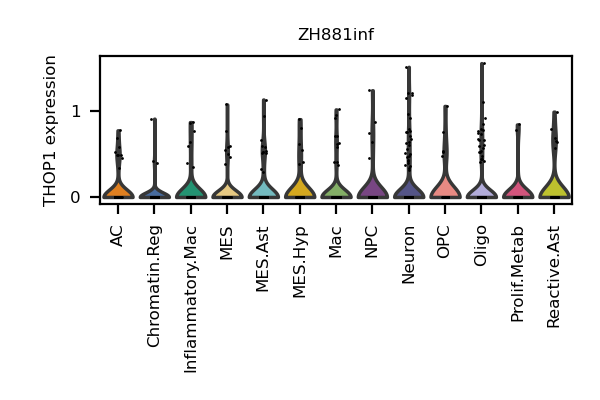 ZH881inf
THOP1 expression
1
0
AC
Chromatin.Reg
Inflammatory.Mac
MES
MES.Ast
MES.Hyp
Mac
NPC
Neuron
OPC
Oligo
Prolif.Metab
Reactive.Ast